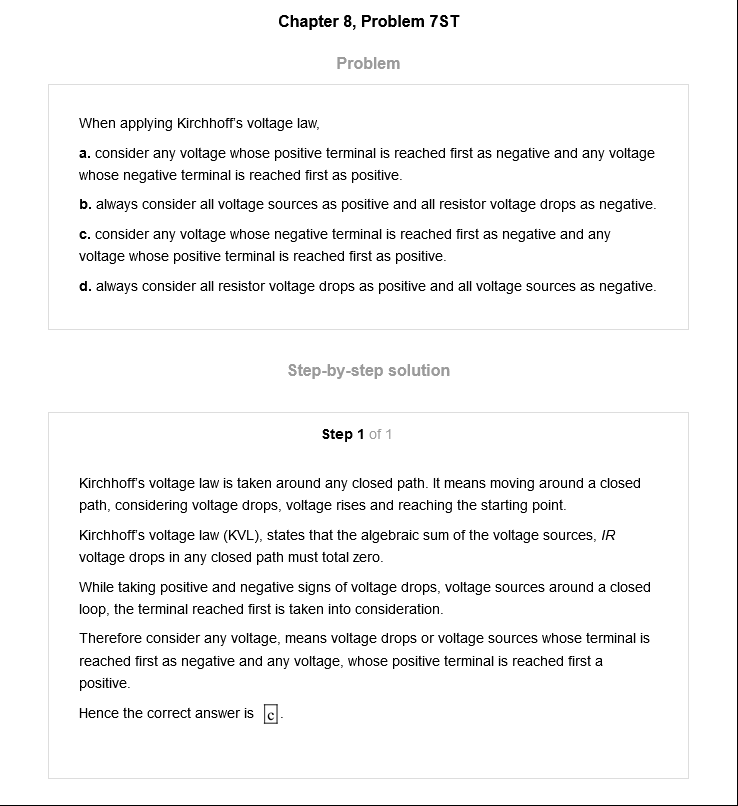 Chapter 8, Problem 7ST
Problem
When applying Kirchhoff's voltage law,
a. consider any voltage whose positive terminal is reached first as negative and any voltage
whose negative terminal is reached first as positive.
b. always consider all voltage sources as positive and all resistor voltage drops as negative.
c. consider any voltage whose negative terminal is reached first as negative and any
voltage whose positive terminal is reached first as positive.
d. always consider all resistor voltage drops as positive and all voltage sources as negative.
Step-by-step solution
Step 1 of 1
Kirchhoff's voltage law is taken around any closed path. It means moving around a closed
path, considering voltage drops, voltage rises and reaching the starting point.
Kirchhoff's voltage law (KVL), states that the algebraic sum of the voltage sources, IR
voltage drops in any closed path must total zero.
While taking positive and negative signs of voltage drops, voltage sources around a closed
loop, the terminal reached first is taken into consideration.
Therefore consider any voltage, means voltage drops or voltage sources whose terminal is
reached first as negative and any voltage, whose positive terminal is reached first a
positive.
Hence the correct answer is c.